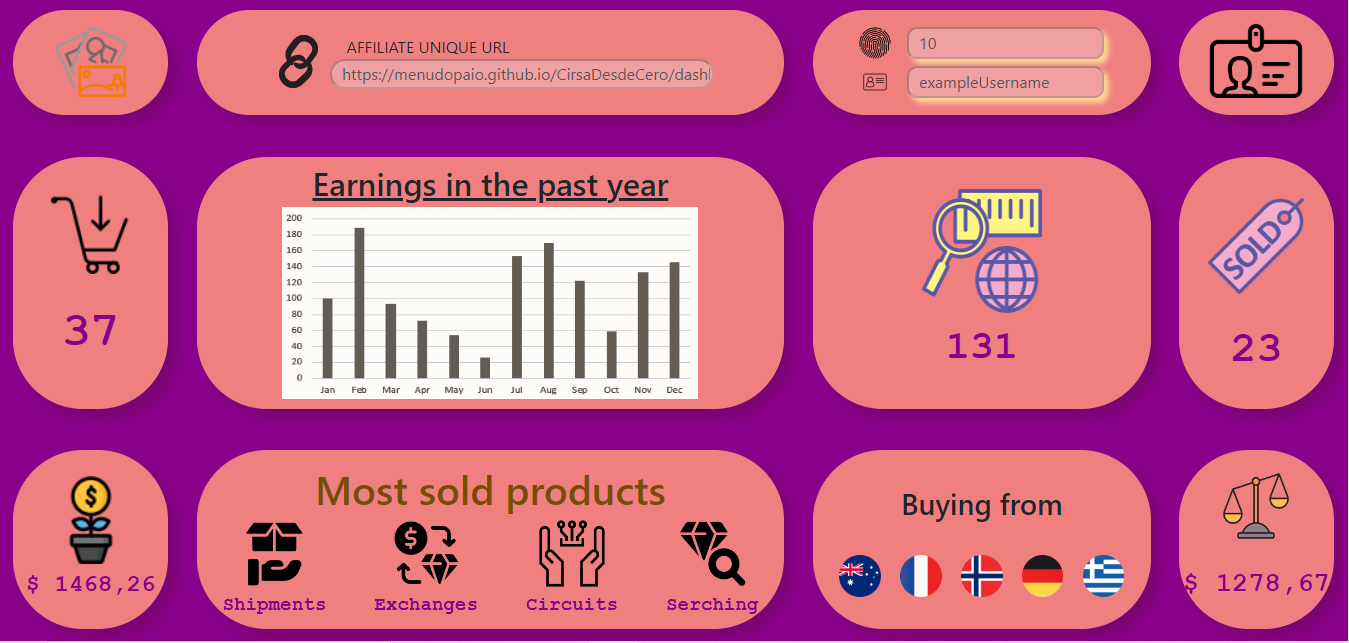 AFFILIATE UNIQUE URL
https://menudopaio.github.io/CirsaDesdeCero/dashl
10
exampleUsername
37
Earnings in the past year
200
180
160
140
120
100
80
60
40
20
0
Jan Feb Mar Apr May Jun Jul Aug Sep Oct Nov Dec
131
SOLD
23
$ 1468,26
Most sold products
Shipments Exchanges Circuits Serching
Buying from
$ 1278,67